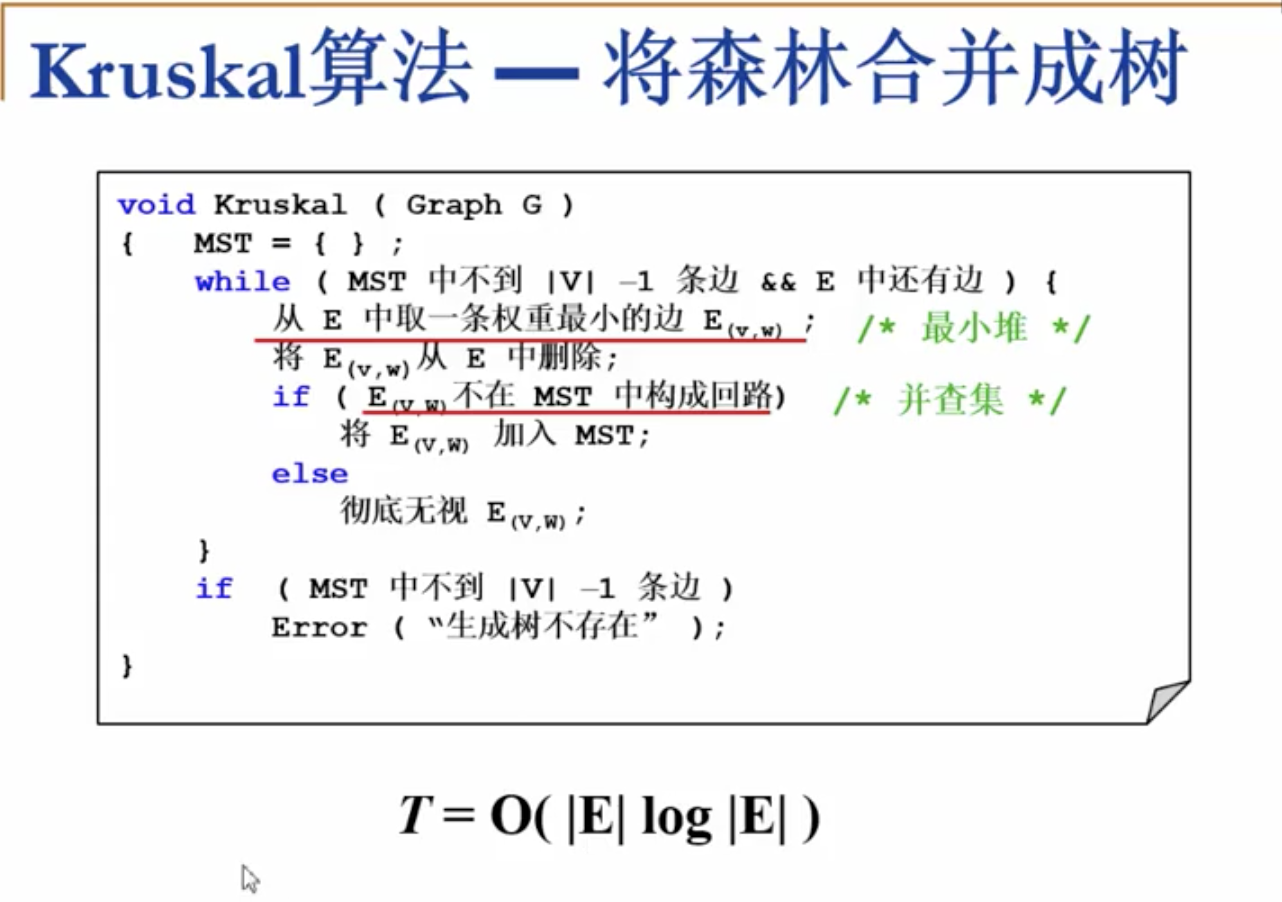 Kruskal算法 — 将森林合并成树
void Kruskal ( Graph G )
{ MST = { } ;
while ( MST 中不到 |V| –1 条边 && E 中还有边 ) {
从 E 中取一条权重最小的边 E(v,w) ; /* 最小堆 */
将 E(v,w)从 E 中删除;
if ( E(V,W)不在 MST 中构成回路) /* 并查集 */
将 E(V,W) 加入 MST;
else
彻底无视 E(V,W);
}
if ( MST 中不到 |V| –1 条边 )
Error ( “生成树不存在” );
}
T = O( |E| log |E| )